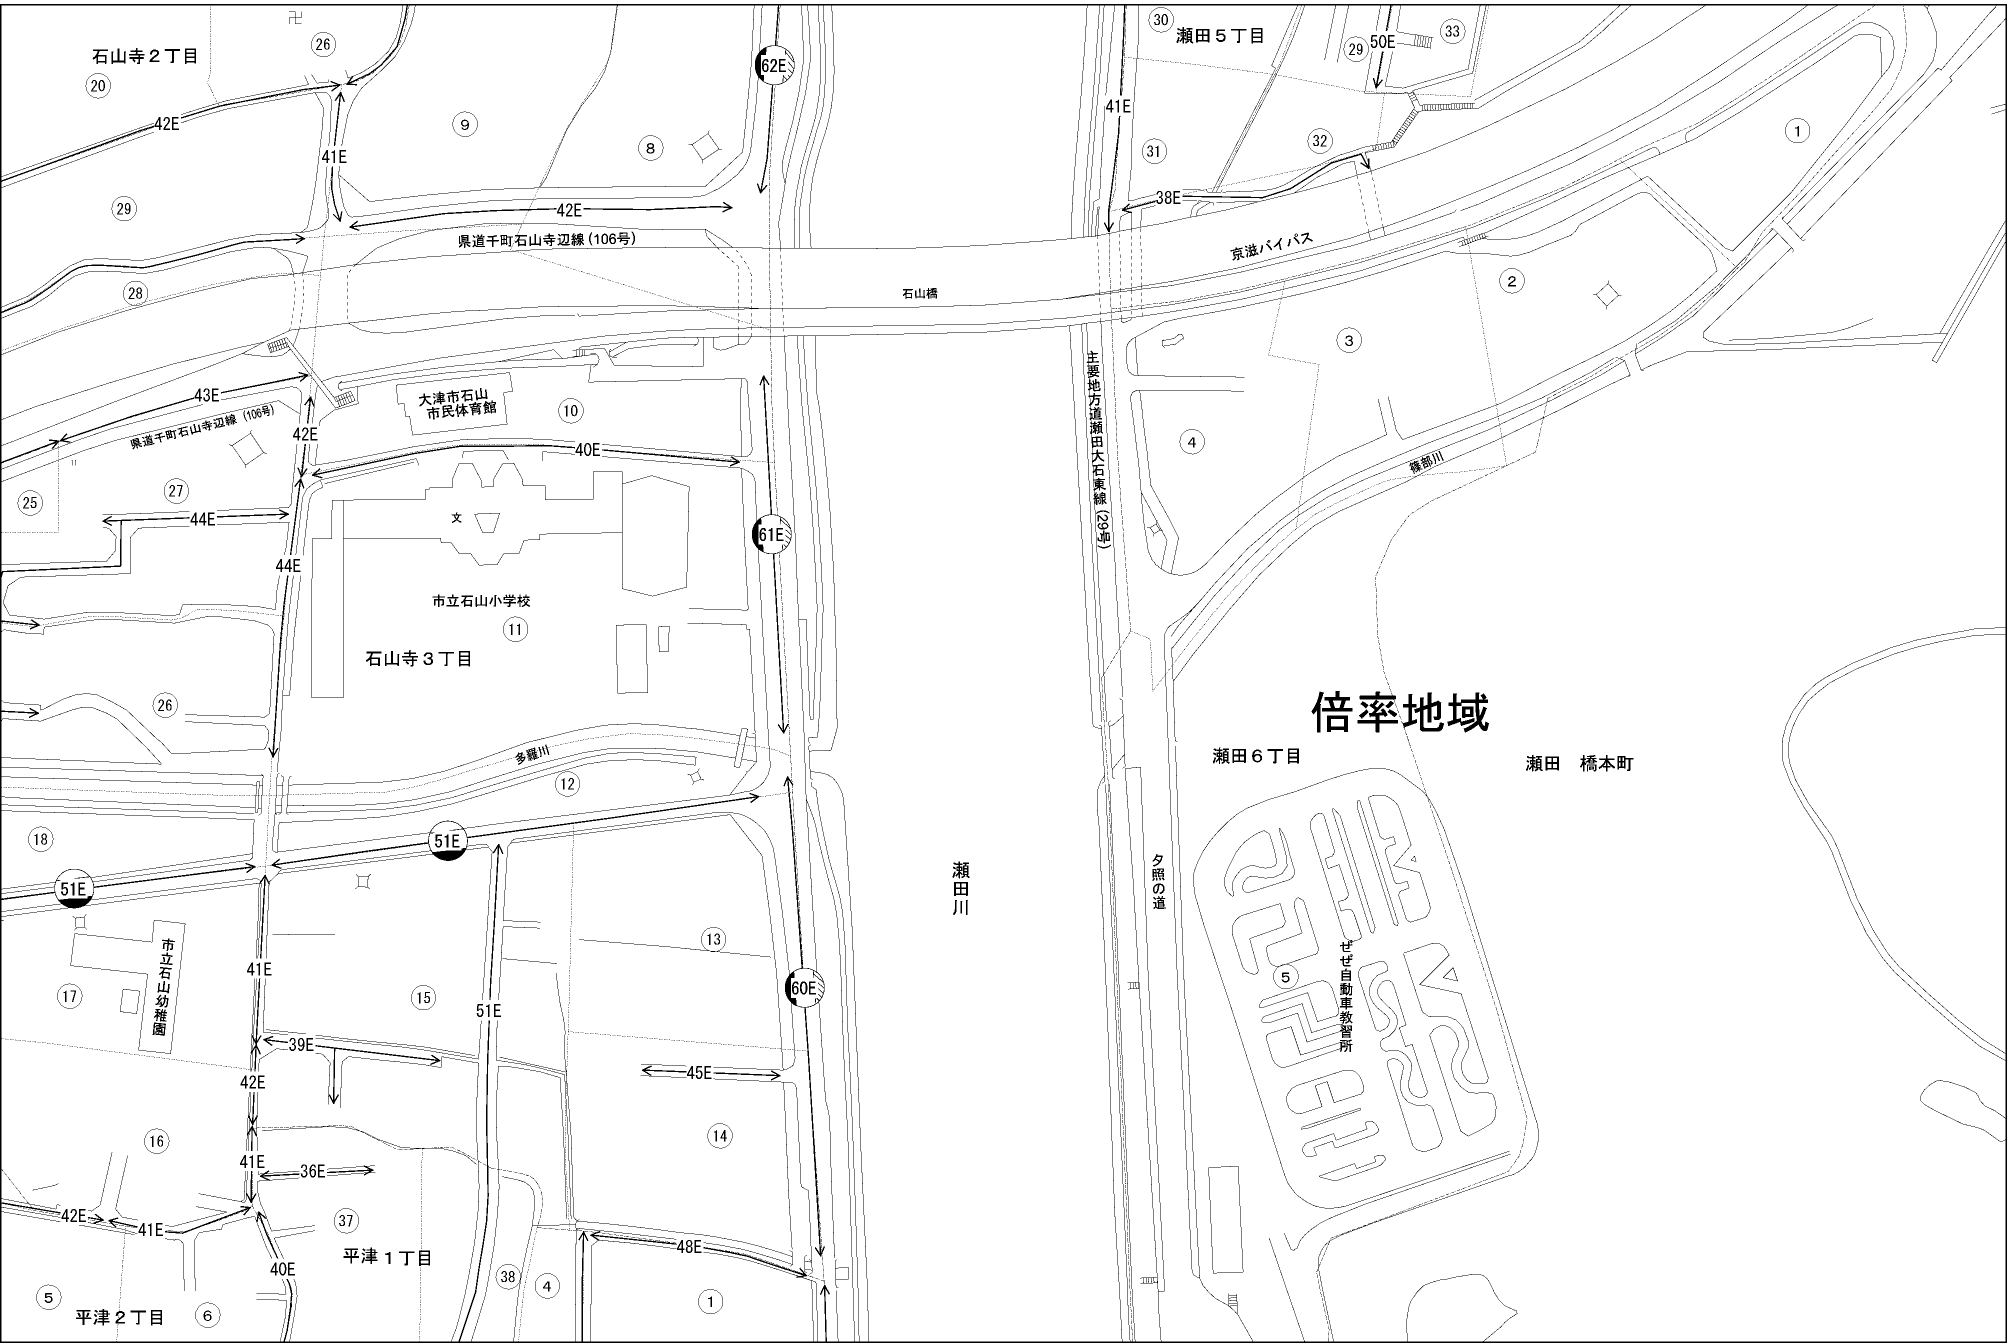 26
62E
30
瀬田５丁目
33
29
50E
石山寺２丁目
20
42E
9
41E
8
1
32
31
41E
29
42E
38E
県道千町石山寺辺線(106号)
京滋バイパス
28
石山橋
2
3
主要地方道瀬田大石東線(29号)
43E
大津市石山
市民体育館
10
県道千町石山寺辺線(106号)
42E
40E
4
篠部川
25
27
44E
文
61E
44E
市立石山小学校
11
石山寺３丁目
26
倍率地域
瀬田６丁目
瀬田　橋本町
多羅川
12
18
51E
51E
瀬田川
夕照の道
市立石山幼稚園
17
41E
13
15
51E
60E
5
ぜぜ自動車教習所
39E
42E
45E
16
41E
36E
14
42E
41E
37
平津１丁目
40E
48E
38
4
5
平津２丁目
6
1